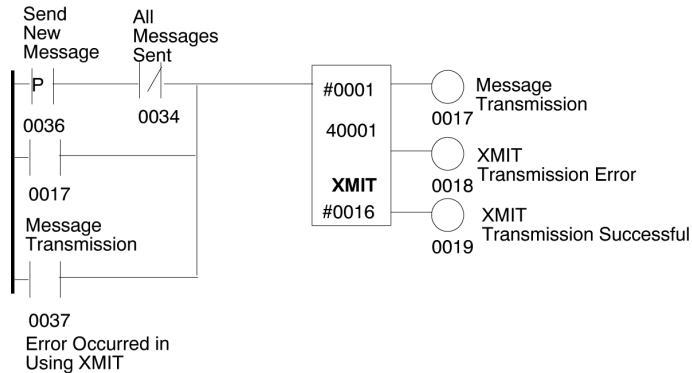 Send
New
Message
All
Messages
Sent
P
0036
0034
0017
Message
Transmission
0037
Error Occurred in
Using XMIT
#0001
40001
XMIT
#0016
Message
Transmission
0017
XMIT
Transmission Error
0018
XMIT
Transmission Successful
0019